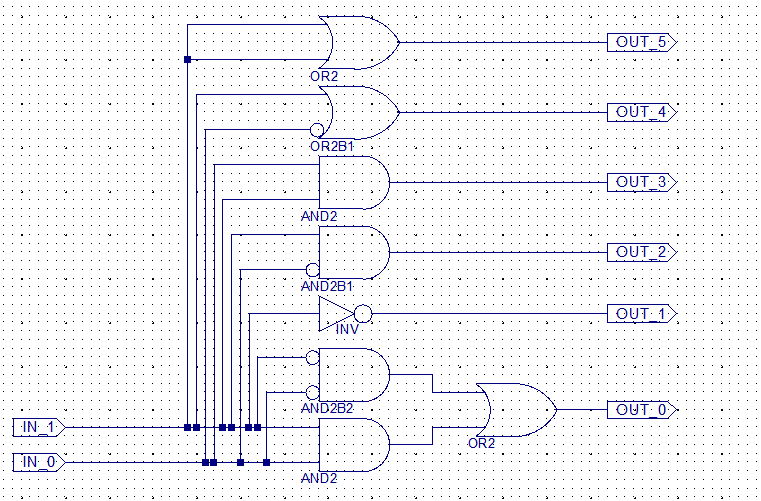 OUT_5
OR2
OUT_4
OR2B1
OUT_3
AND2
OUT_2
AND2B1
OUT_1
INV
OUT_0
AND2B2
IN_1
OR2
IN_0
AND2